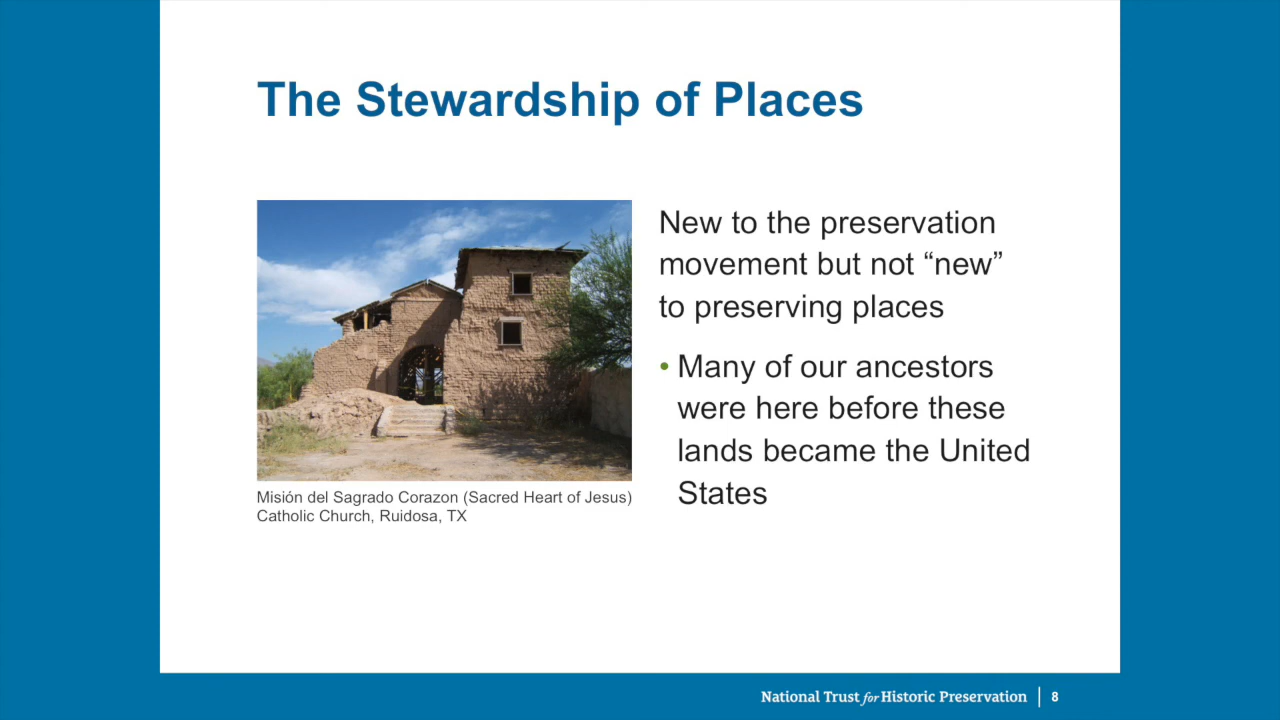 The Stewardship of Places
New to the preservation
movement but not “new”
to preserving places
• Many of our ancestors
were here before these
lands became the United
States
Misión del Sagrado Corazon (Sacred Heart of Jesus)
Catholic Church, Ruidosa, TX
National Trust for Historic Preservation | 8